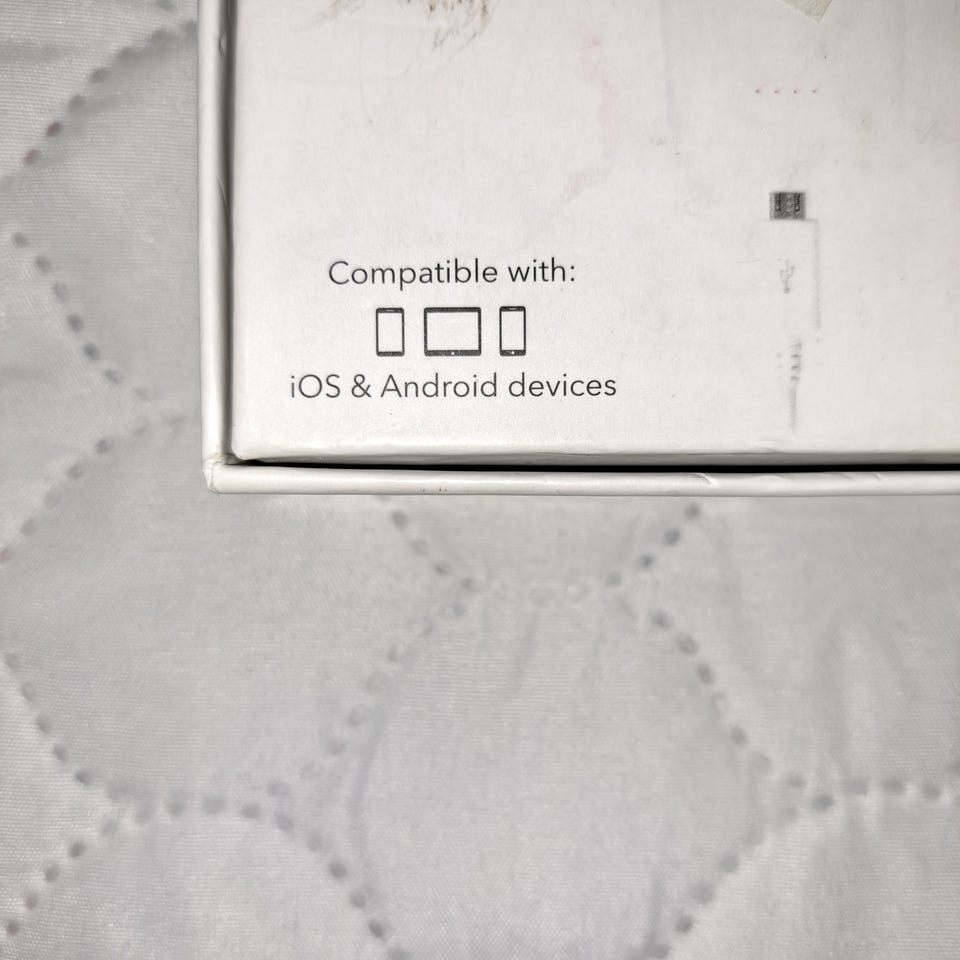 Compatible with:
iOS & Android devices